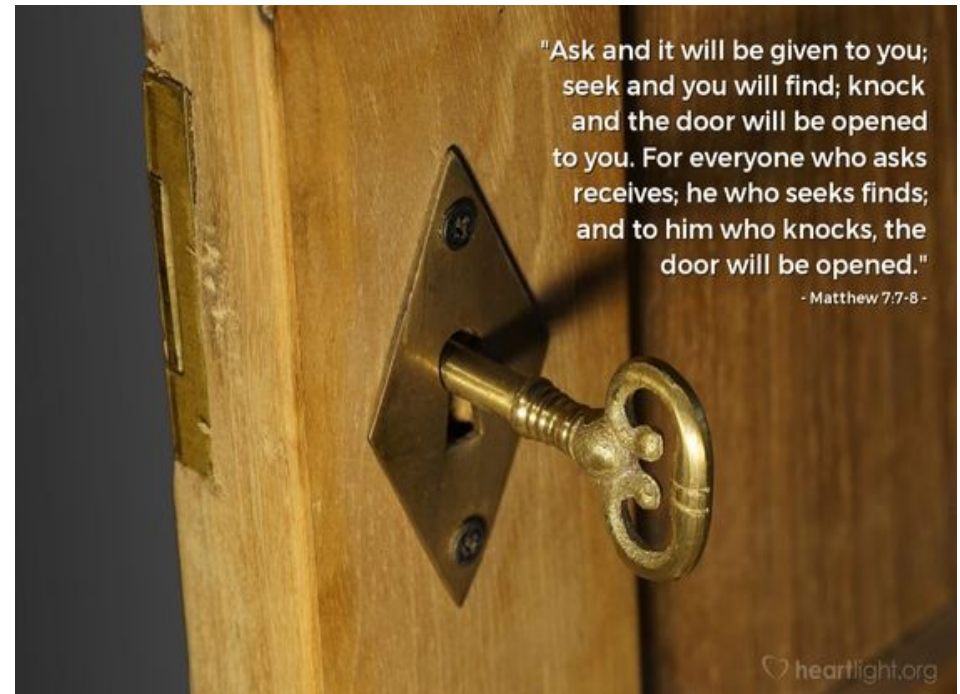 "Ask and it will be given to you;
seek and you will find; knock
and the door will be opened
to you. For everyone who asks
receives; he who seeks finds;
and to him who knocks, the
door will be opened."
- Matthew 7:7-8 -
heartlight.org